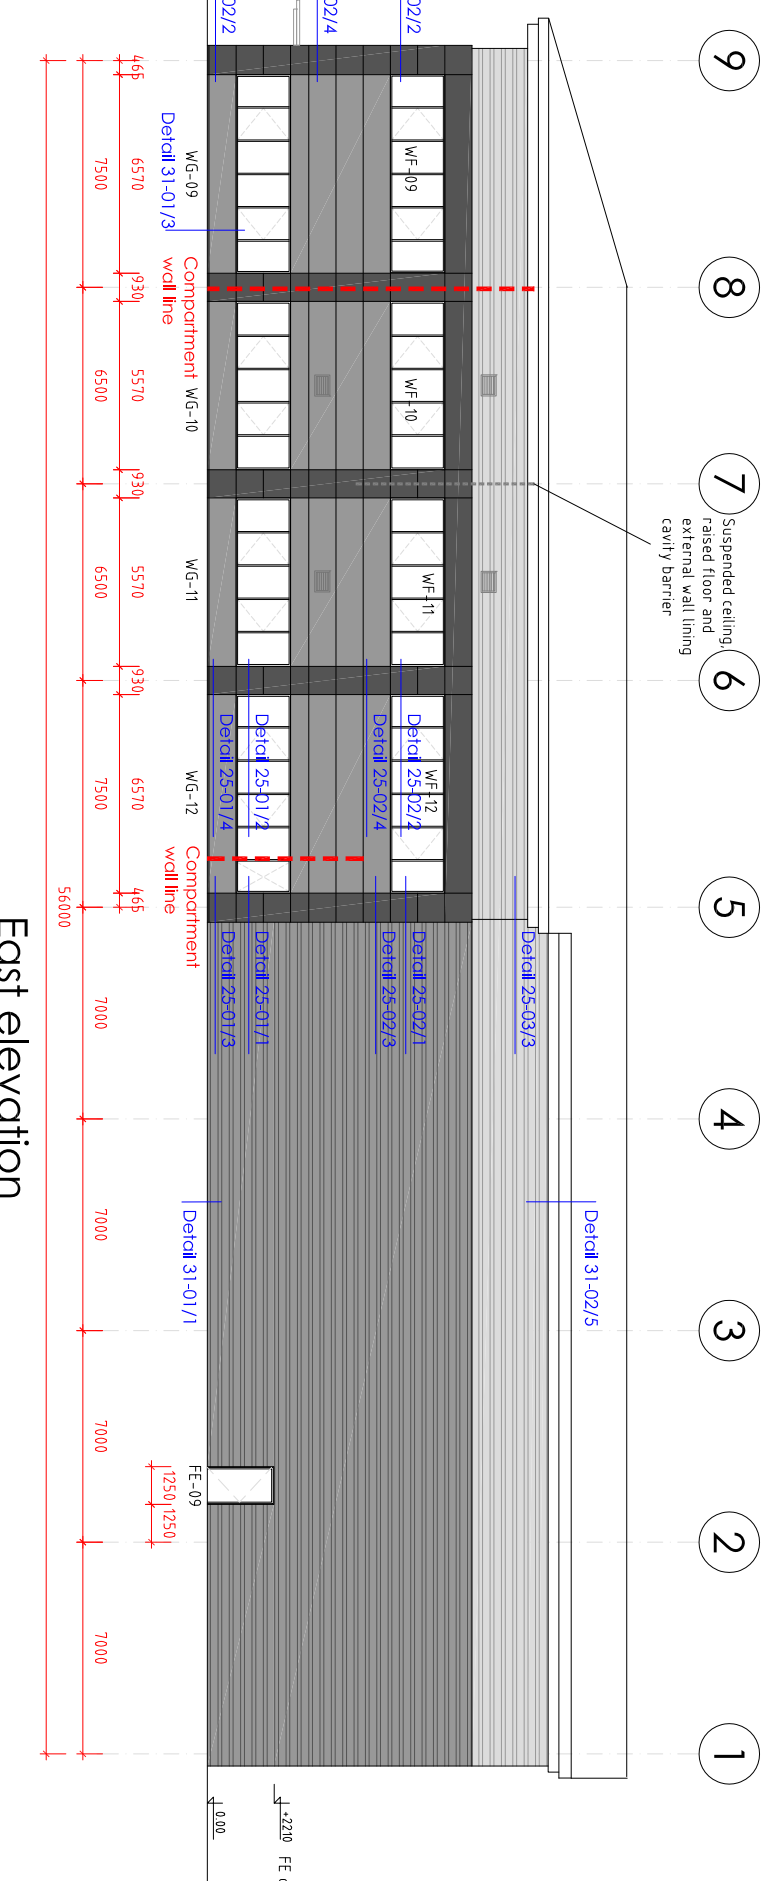 9
8
7
6
5
4
3
2
1
Suspended ceiling,
raised floor and
external wall lining
cavity barrier
Detail 31-02/5
Detail 25-03/3
02/2
02/4
02/2
WF-09
WF-10
WF-11
WF-12
Detail 25-02/2
Detail 25-02/4
Detail 25-01/2
Detail 25-01/4
Detail 25-02/1
Detail 25-02/3
Detail 25-01/1
Detail 25-01/3
WG-09
WG-10
WG-11
WG-12
Detail 31-01/3
Compartment
wall line
Compartment
wall line
Detail 31-01/1
FE-09
1250 1250
+2210
0.00
465 6570 930 5570 930 5570 930 6570 465
7500 6500 6500 7500 7000 7000 7000 7000
56000
East elevation